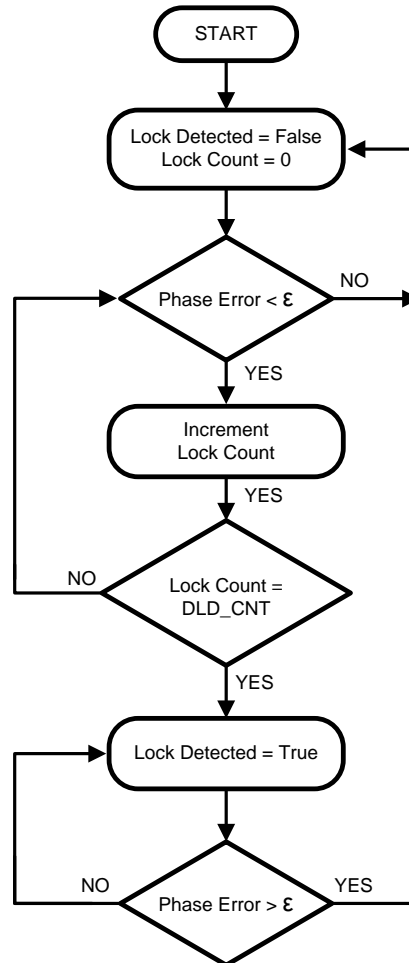 START
Lock Detected = False
Lock Count = 0
Phase Error < ε
NO
YES
Increment
Lock Count
YES
NO
Lock Count =
DLD_CNT
YES
Lock Detected = True
NO
Phase Error > ε
YES